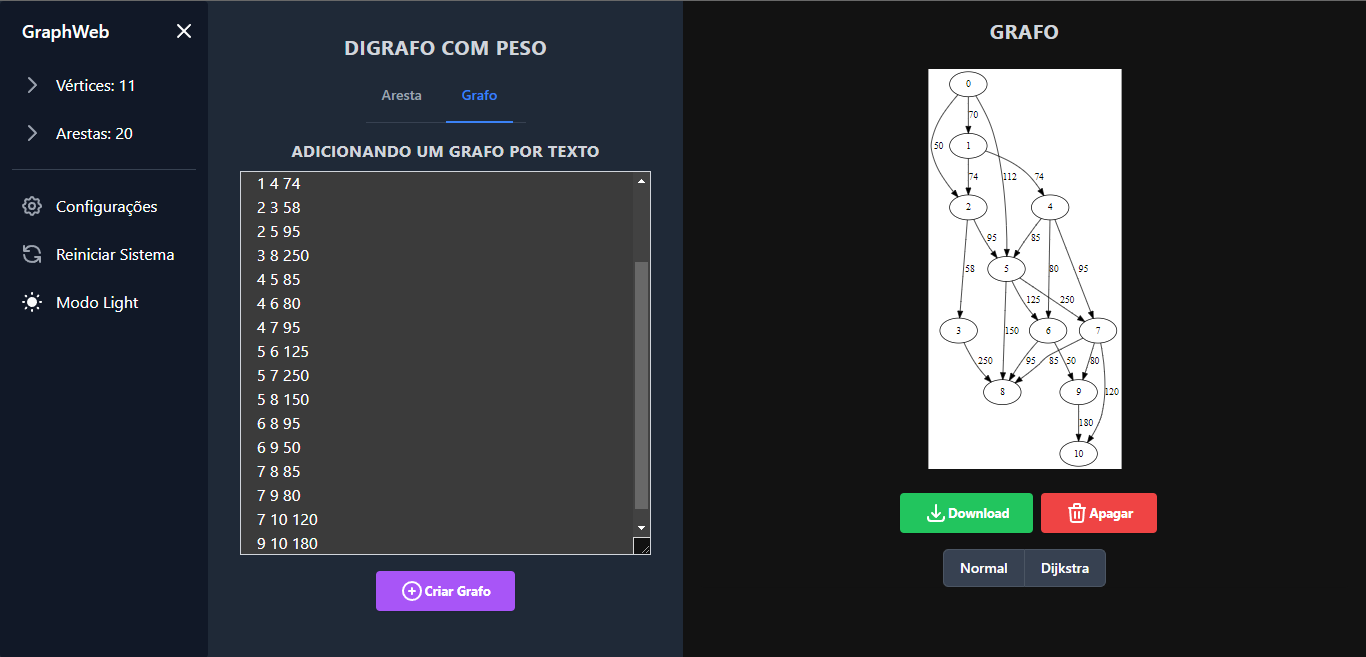 GraphWeb
Vértices: 11
Arestas: 20
Configurações
Reiniciar Sistema
Modo Light
DIGRAFO COM PESO
Aresta Grafo
ADICIONANDO UM GRAFO POR TEXTO
1 4 74
2 3 58
2 5 95
3 8 250
4 5 85
4 6 80
4 7 95
5 6 125
5 7 250
5 8 150
6 8 95
6 9 50
7 8 85
7 9 80
7 10 120
9 10 180
Criar Grafo
GRAFO
0
70
50 1
74 112 74
2 4
95 85
58 5 80 95
125 250
3 150 6 7
250 95 85 50 80
8 9 120
180
10
Download Apagar
Normal Dijkstra